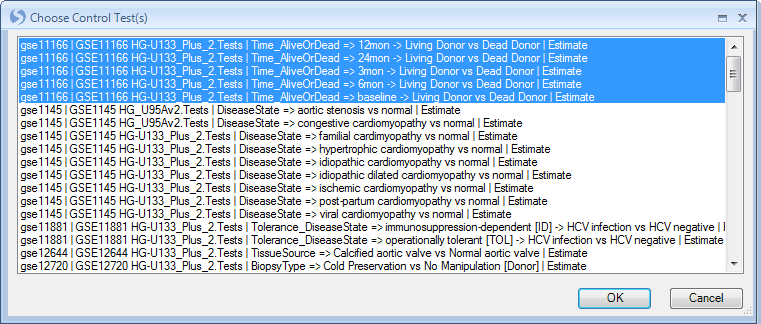 Choose Control Test(s)
gse11166 | GSE11166 HG-U133_Plus_2.Tests | Time_AliveOrDead => 12mon -> Living Donor vs Dead Donor | Estimate
gse11166 | GSE11166 HG-U133_Plus_2.Tests | Time_AliveOrDead => 24mon -> Living Donor vs Dead Donor | Estimate
gse11166 | GSE11166 HG-U133_Plus_2.Tests | Time_AliveOrDead => 3mon -> Living Donor vs Dead Donor | Estimate
gse11166 | GSE11166 HG-U133_Plus_2.Tests | Time_AliveOrDead => 6mon -> Living Donor vs Dead Donor | Estimate
gse11166 | GSE11166 HG-U133_Plus_2.Tests | Time_AliveOrDead => baseline -> Living Donor vs Dead Donor | Estimate
gse1145 | GSE1145 HG_U95Av2.Tests | DiseaseState => aortic stenosis vs normal | Estimate
gse1145 | GSE1145 HG_U95Av2.Tests | DiseaseState => congestive cardiomyopathy vs normal | Estimate
gse1145 | GSE1145 HG-U133_Plus_2.Tests | DiseaseState => familial cardimyopathy vs normal | Estimate
gse1145 | GSE1145 HG-U133_Plus_2.Tests | DiseaseState => hypertrophic cardimyopathy vs normal | Estimate
gse1145 | GSE1145 HG-U133_Plus_2.Tests | DiseaseState => idiopathic cardiomyopathy vs normal | Estimate
gse1145 | GSE1145 HG-U133_Plus_2.Tests | DiseaseState => idiopathic dilated cardiomyopathy vs normal | Estimate
gse1145 | GSE1145 HG-U133_Plus_2.Tests | DiseaseState => ischemic cardiomyopathy vs normal | Estimate
gse1145 | GSE1145 HG-U133_Plus_2.Tests | DiseaseState => post-partum cardiomyopathy vs normal | Estimate
gse1145 | GSE1145 HG-U133_Plus_2.Tests | DiseaseState => viral cardiomyopathy vs normal | Estimate
gse11881 | GSE11881 HG-U133_Plus_2.Tests | Tolerance_DiseaseState => immunosuppression-dependent [ID] -> HCV infection vs HCV negative | Estimate
gse11881 | GSE11881 HG-U133_Plus_2.Tests | Tolerance_DiseaseState => operationally tolerant [TOL] -> HCV infection vs HCV negative | Estimate
gse12644 | GSE12644 HG-U133_Plus_2.Tests | TissueSource => Calcified aortic valve vs Normal aortic valve | Estimate
gse12720 | GSE12720 HG-U133_Plus_2.Tests | BiopsyType => Cold Preservation vs No Manipulation [Donor] | Estimate
OK Cancel